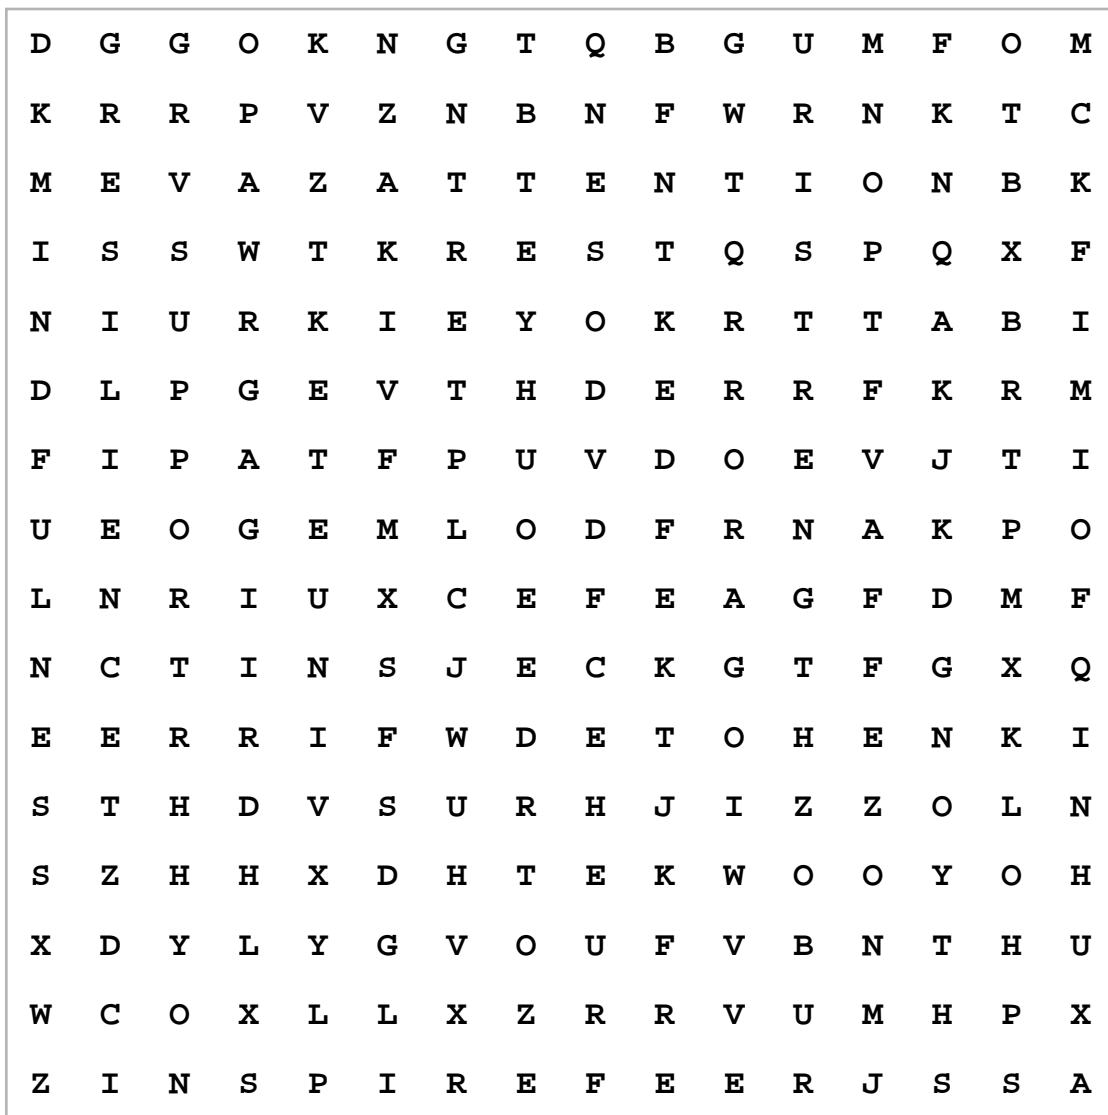 D G G O K N G T Q B G U M F O M
K R R P V Z N B N F W R N K T C
M E V A Z A T T E N T I O N B K
I S S W T K R E S T Q S P Q X F
N I U R K I E Y O K R T T A B I
D L P G E V T H D E R R F K R M
F I P A T F P U V D O E V J T I
U E O G E M L O D F R N A K P O
L N R I U X C E F E A G F D M F
N C T I N S J E C K G T F G X Q
E E R R I F W D E T O H E N K I
S T H D V S U R H J I Z Z O L N
S Z H H X D H T E K W O O Y O H
X D Y L Y G V O U F V B N T H U
W C O X L L X Z R R V U M H P X
Z I N S P I R E F E E R J S S A